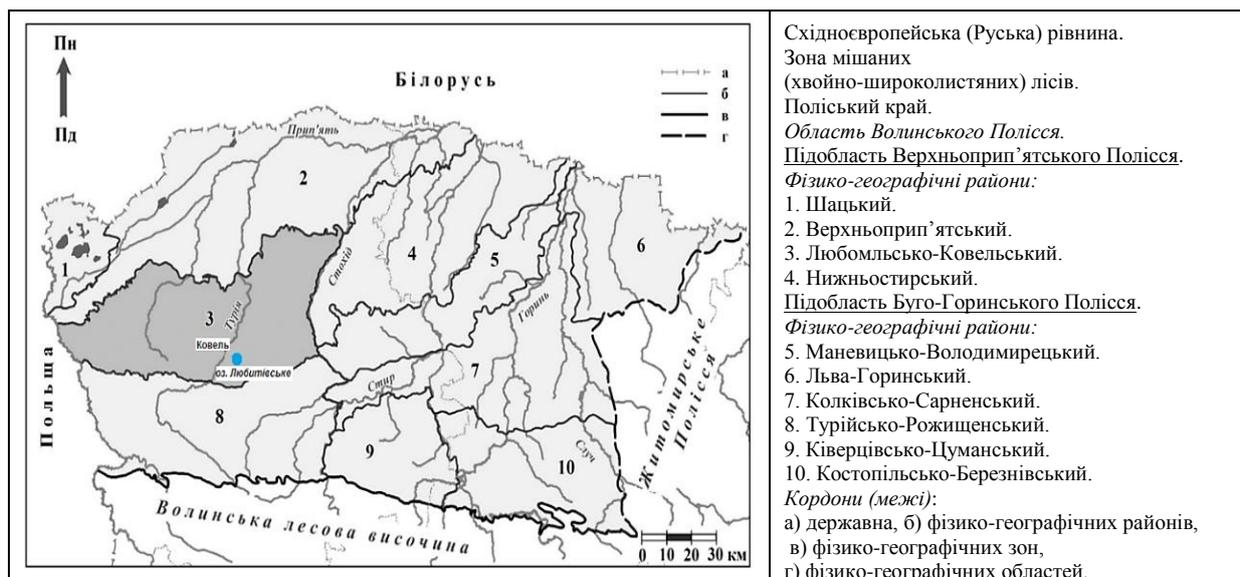 Пн
Пд
Білорусь
а
б
в
г
Прип'ять
2
1
Стохід
4
5
6
3
Турія
Ковель
оз. Любитівське
Горинь
Польща
8
Стир
7
9
Случ
10
Житомирське
Полісся
Волинська лесова височина
0 10 20 30 км
Східноєвропейська (Руська) рівнина.
Зона мішаних
(хвойно-широколистяних) лісів.
Поліський край.
Область Волинського Полісся.
Підобласть Верхньоприп’ятського Полісся.
Фізико-географічні райони:
1. Шацький.
2. Верхньоприп’ятський.
3. Любомльсько-Ковельський.
4. Нижньостирський.
Підобласть Буго-Горинського Полісся.
Фізико-географічні райони:
5. Маневицько-Володимирецький.
6. Льва-Горинський.
7. Колківсько-Сарненський.
8. Турійсько-Рожищенський.
9. Ківерцівсько-Цуманський.
10. Костопільсько-Березнівський.
Кордони (межі):
а) державна, б) фізико-географічних районів,
в) фізико-географічних зон,
г) фізико-географічних областей.